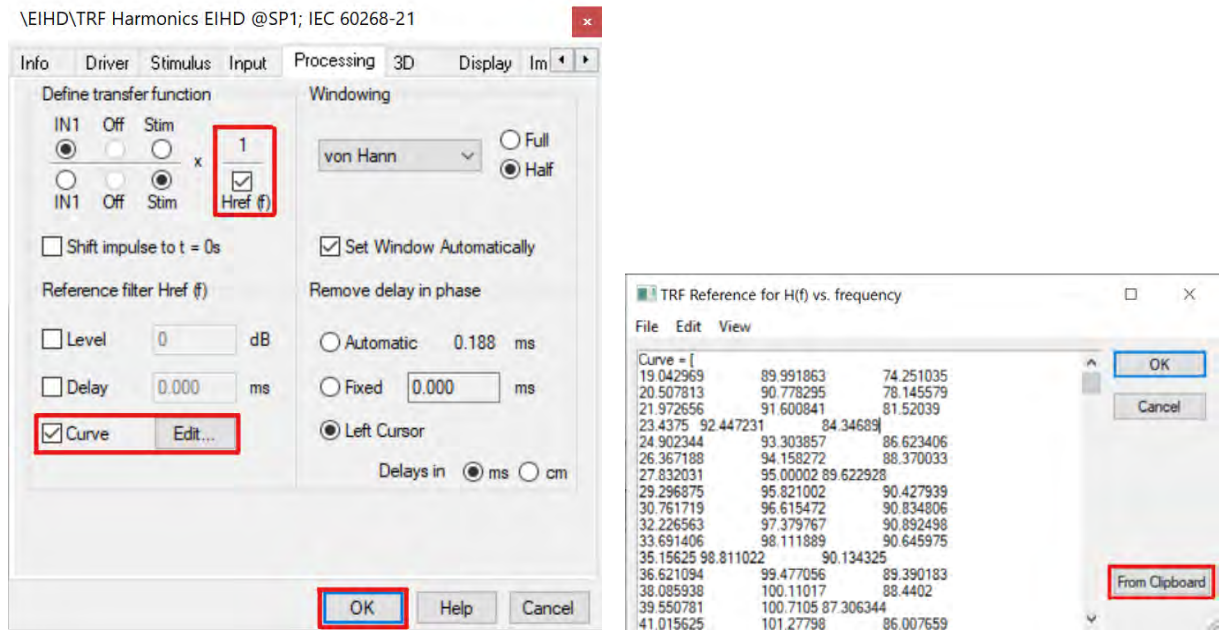 \EIHD\TRF Harmonics EIHD @SP1; IEC 60268-21
x
Info Driver Stimulus Input Processing 3D Display Im
Define transfer function
IN1 Off Stim
x
1
IN1 Off Stim
Href (f)
Shift impulse to t = 0s
Reference filter Href (f)
Level 0 dB
Delay 0.000 ms
Curve Edit...
Windowing
von Hann
Full
Half
Set Window Automatically
Remove delay in phase
Automatic 0.188 ms
Fixed 0.000 ms
Left Cursor
Delays in ms cm
OK Help Cancel
TRF Reference for H(f) vs. frequency
File Edit View
Curve = [
19.042969 89.991863 74.251035
20.507813 90.778295 78.145579
21.972656 91.600841 81.52039
23.4375 92.447231 84.34689
24.902344 93.303857 86.623406
26.367188 94.158272 88.370033
27.832031 95.00002 89.622928
29.296875 95.821002 90.427939
30.761719 96.615472 90.834806
32.226563 97.379767 90.892498
33.691406 98.111889 90.645975
35.15625 98.811022 90.134325
36.621094 99.477056 89.390183
38.085938 100.11017 88.4402
39.550781 100.7105 87.306344
41.015625 101.27798 86.007659
OK
Cancel
From Clipboard